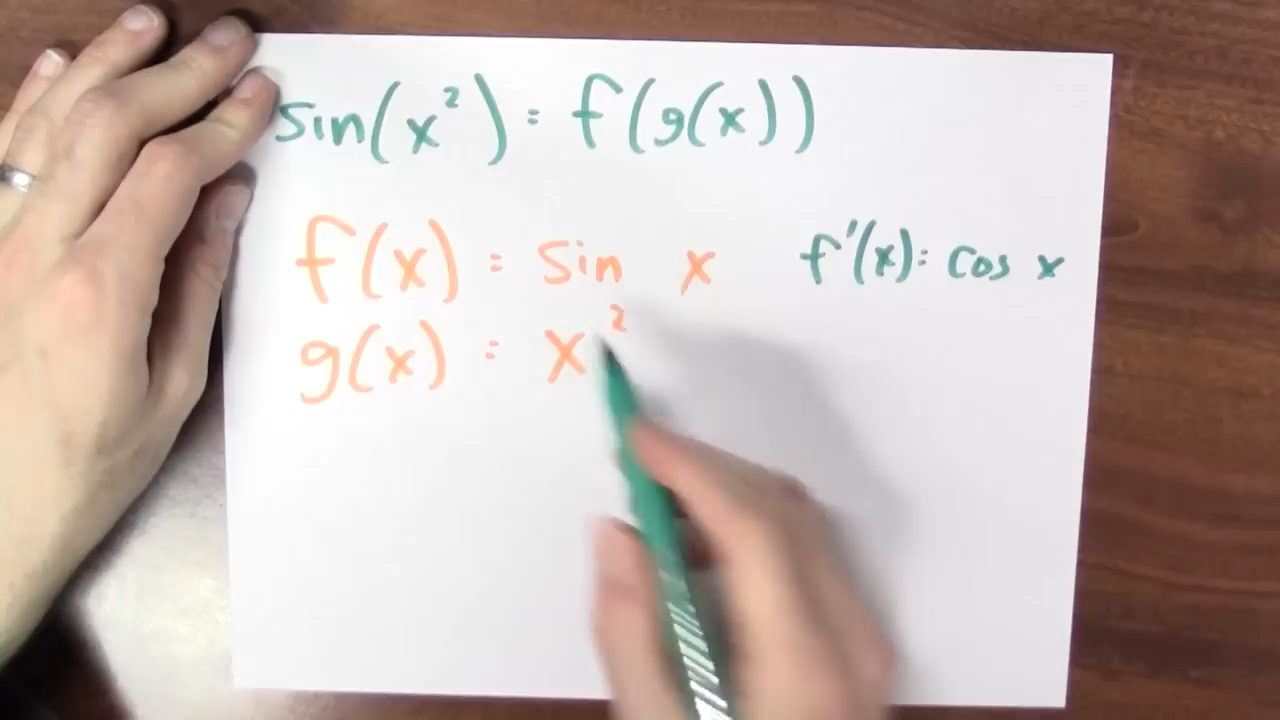 sin(x²) = f(g(x))
f(x) = sin x f'(x) = cos x
g(x) = x²